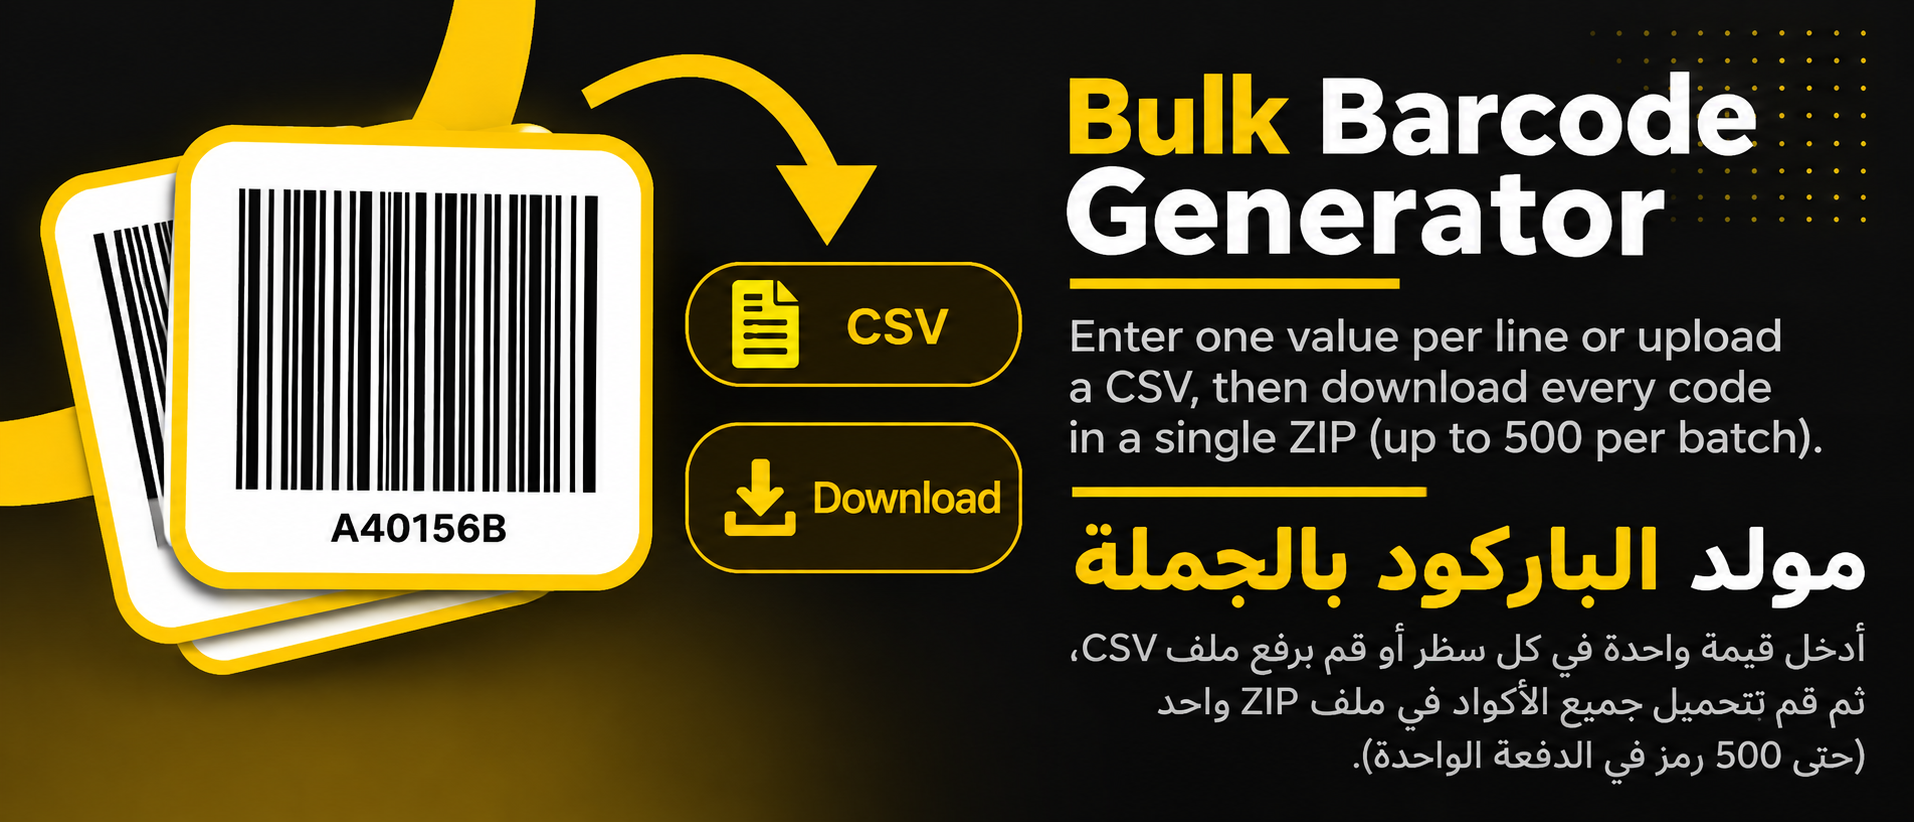 A40156B
CSV
Download
Bulk Barcode
Generator
Enter one value per line or upload
a CSV, then download every code
in a single ZIP (up to 500 per batch).
مولد الباركود بالجملة
أدخل قيمة واحدة في كل سظر أو قم برفع ملف CSV،
ثم قم تتحميل جميع الأكواد في ملف ZIP واحد
(حتى 500 رمز في الدفعة الواحدة).